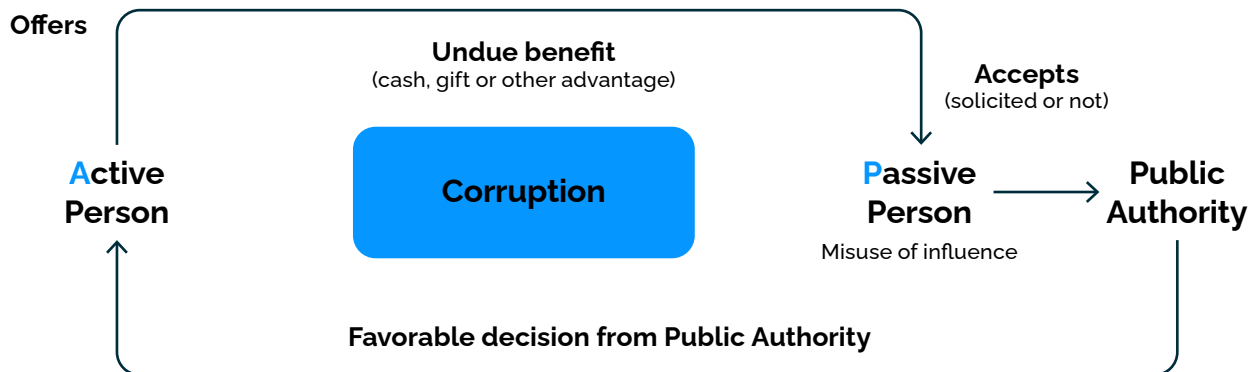 Offers
Undue benefit
(cash, gift or other advantage)
Accepts
(solicited or not)
Active
Person
Corruption
Passive
Person
Misuse of influence
Public
Authority
Favorable decision from Public Authority